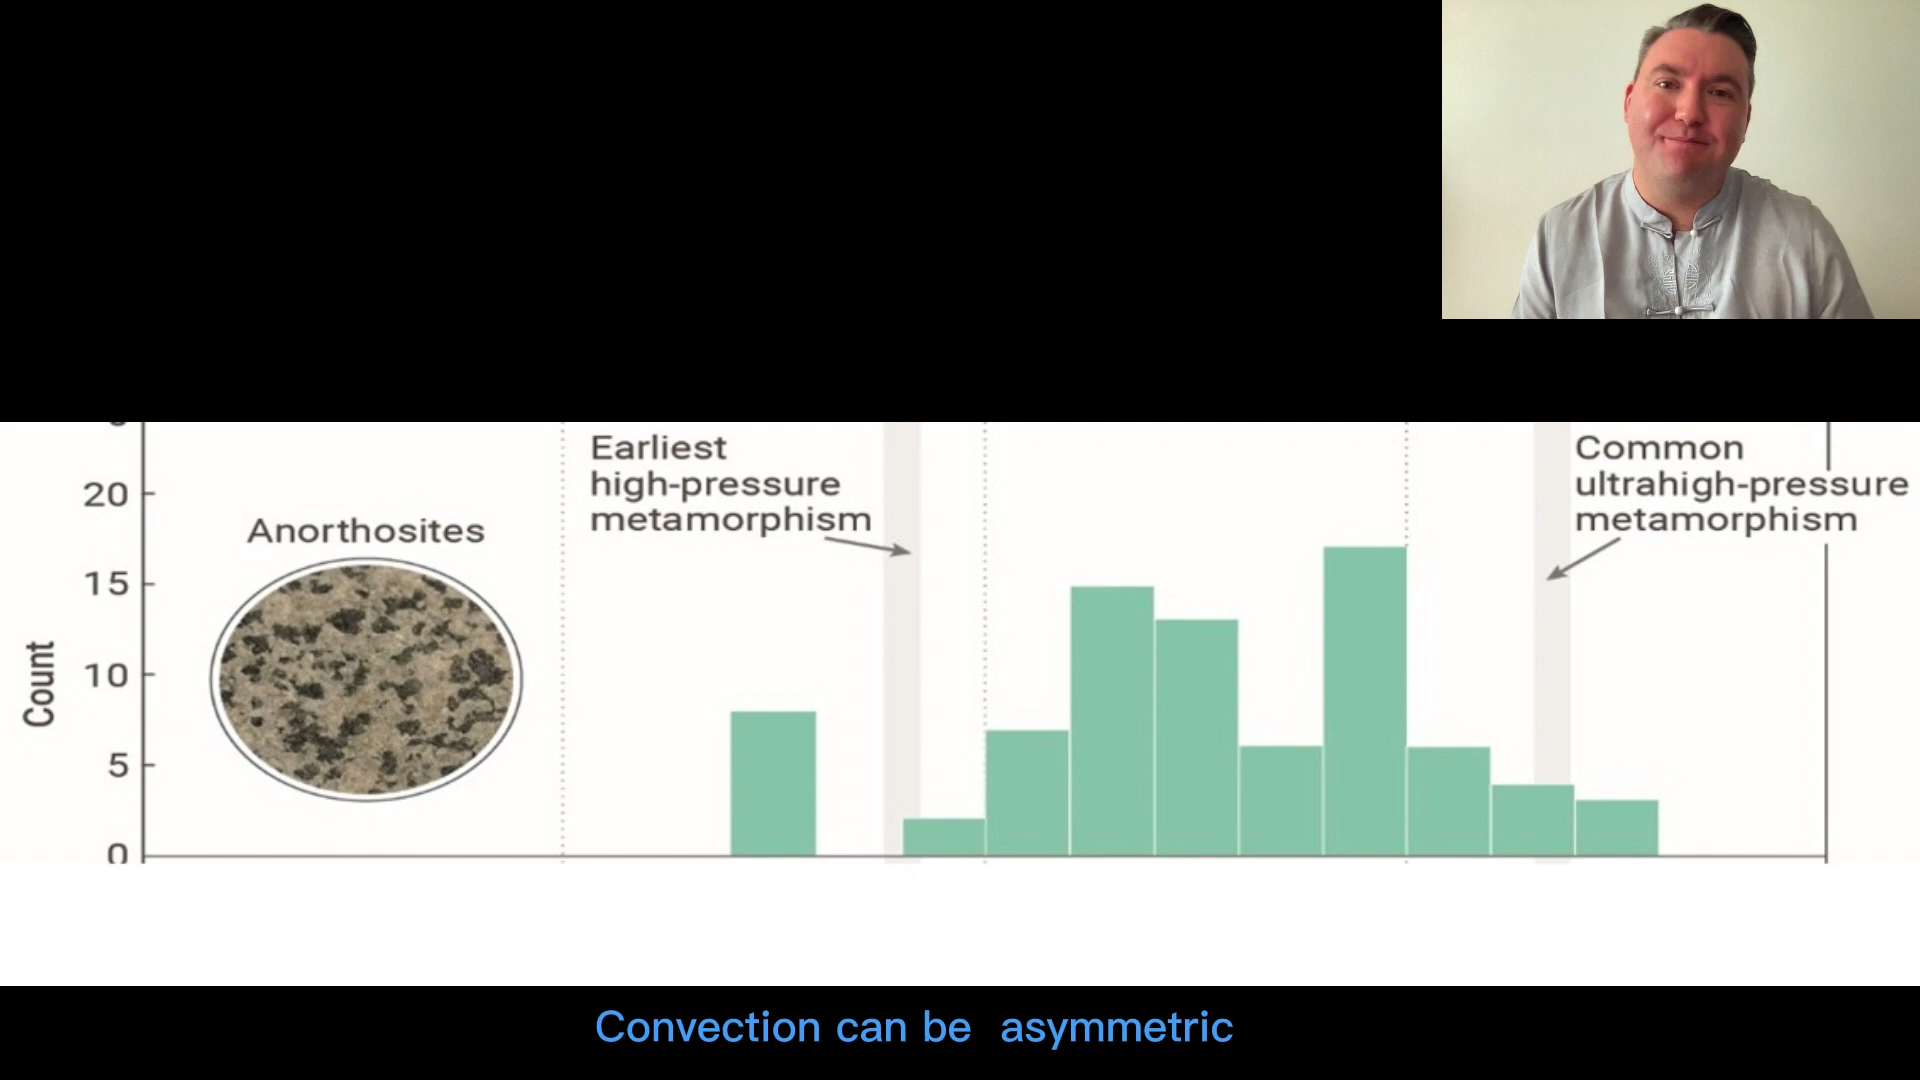 Earliest
high-pressure
metamorphism
Common
ultrahigh-pressure
metamorphism
20
Anorthosites
15
Count
10
5
0
Convection can be asymmetric